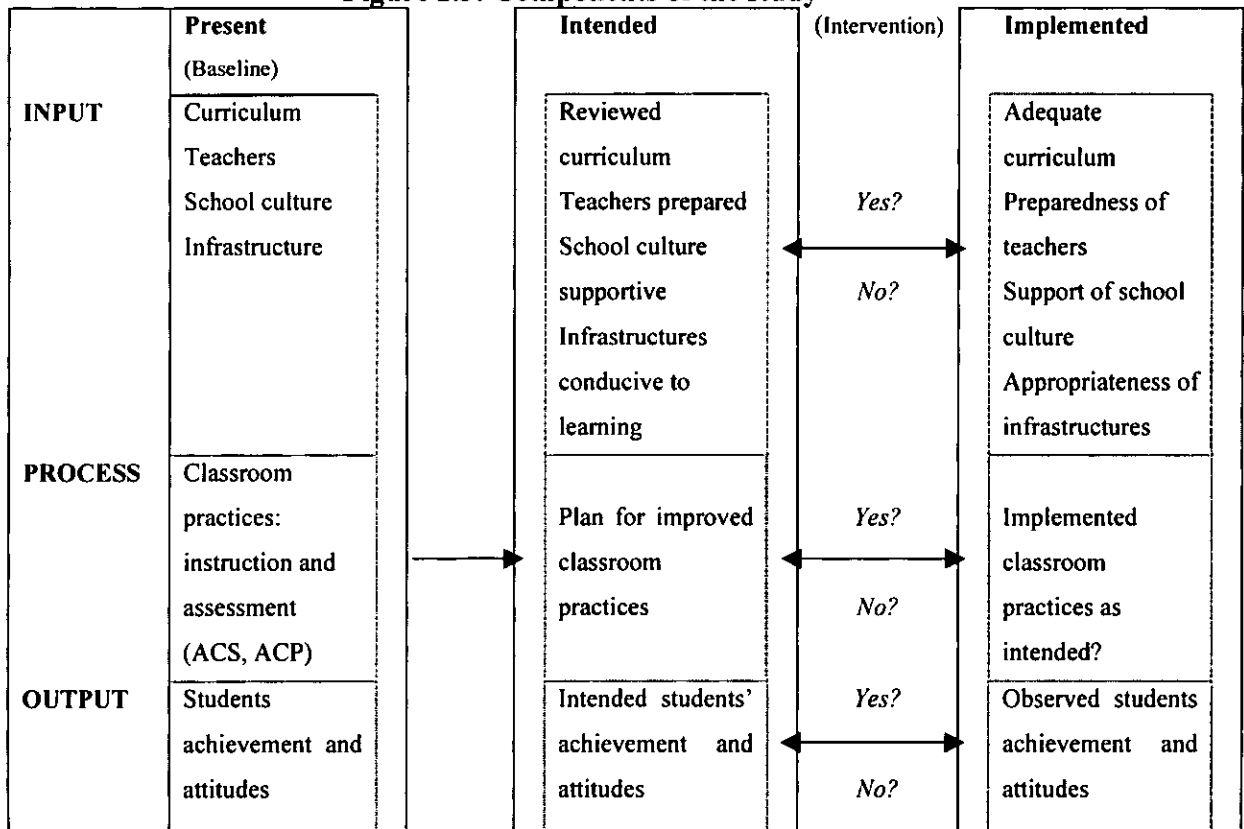 Present Intended (Intervention) Implemented
(Baseline)
INPUT Curriculum Reviewed Adequate
Teachers curriculum curriculum
School culture Teachers prepared Yes? Preparedness of
Infrastructure School culture teachers
supportive No? Support of school
Infrastructures culture
conducive to Appropriateness of
learning infrastructures
PROCESS Classroom
practices: Plan for improved Yes? Implemented
instruction and classroom classroom
assessment practices No? practices as
(ACS, ACP) intended?
OUTPUT Students Intended students' Yes? Observed students
achievement and achievement and achievement and
attitudes attitudes No? attitudes